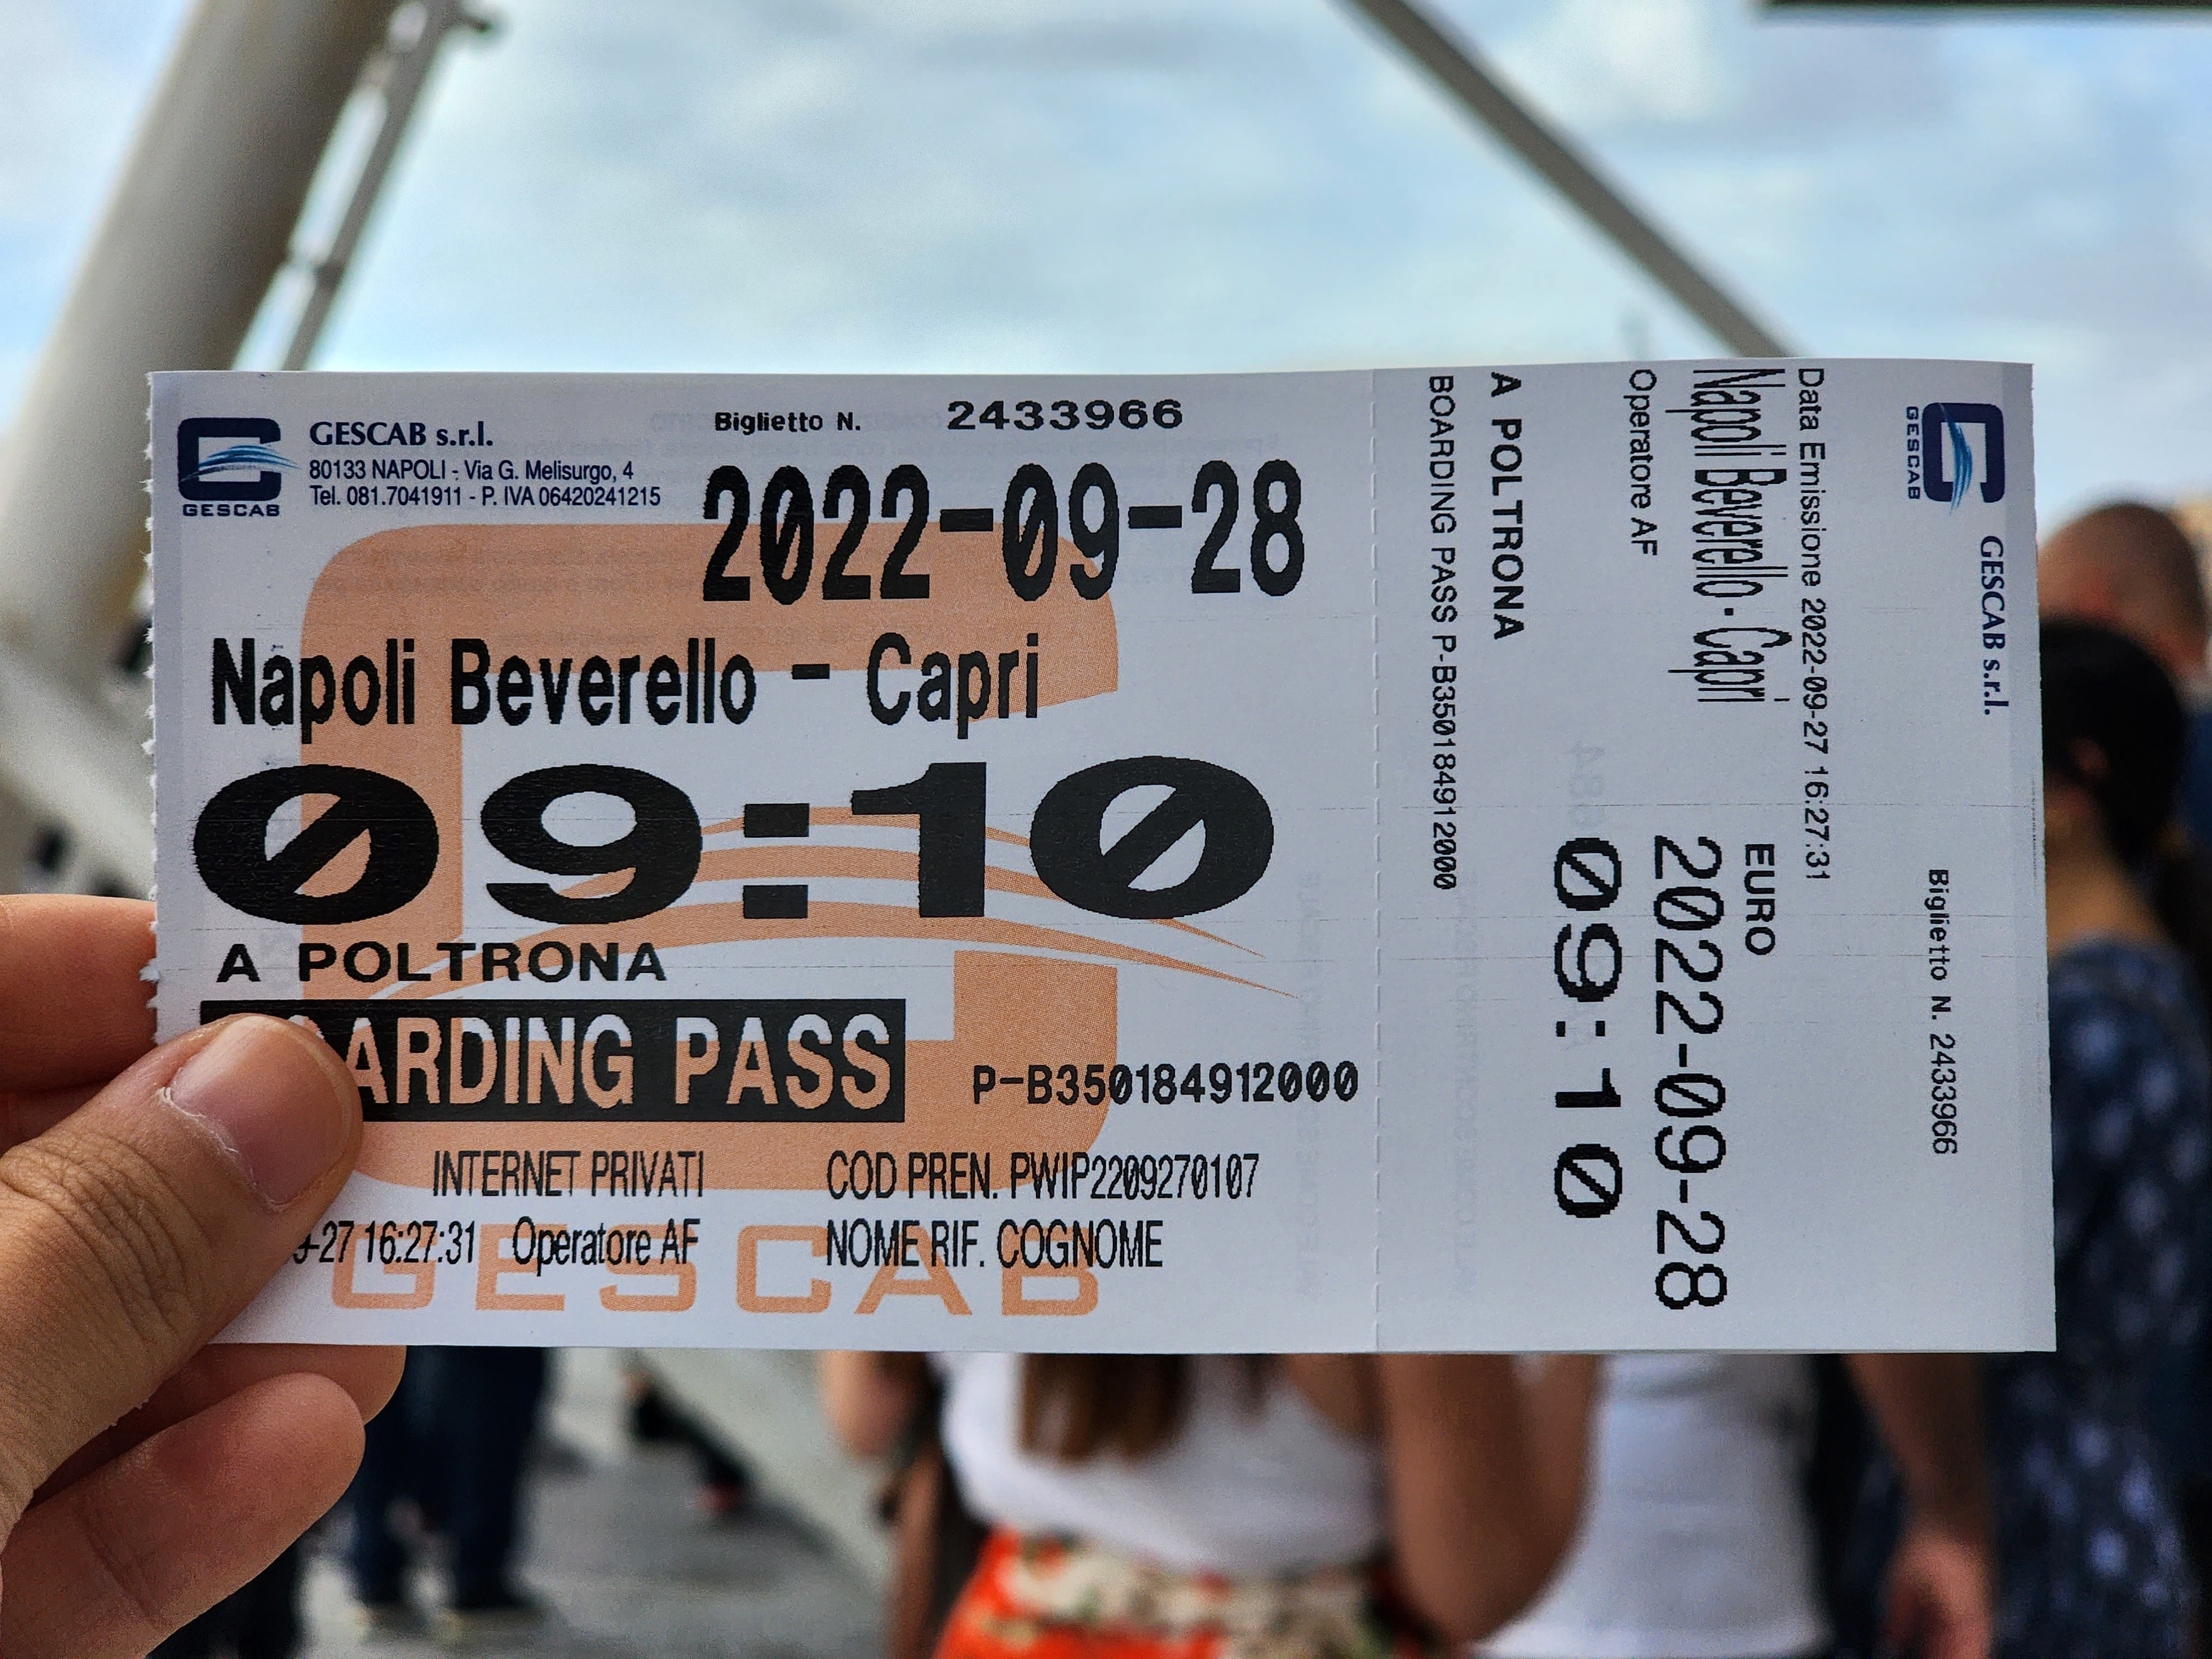 GESCAB
GESCAB s.r.l.
80133 NAPOLI - Via G. Melisurgo, 4
Tel. 081.7041911 - P. IVA 06420241215
Biglietto N. 2433966
2022-09-28
Napoli Beverello - Capri
09:10
A POLTRONA
ARDING PASS
P-B350184912000
INTERNET PRIVATI COD PREN. PWIP2209270107
9-27 16:27:31 Operatore AF NOME RIF. COGNOME
GESCAB
GESCAB
GESCAB s.r.l.
Biglietto N. 2433966
Data Emissione 2022-09-27 16:27:31
Napoli Beverello - Capri
EURO
Operatore AF
2022-09-28
09:10
A POLTRONA
BOARDING PASS P-B350184912000